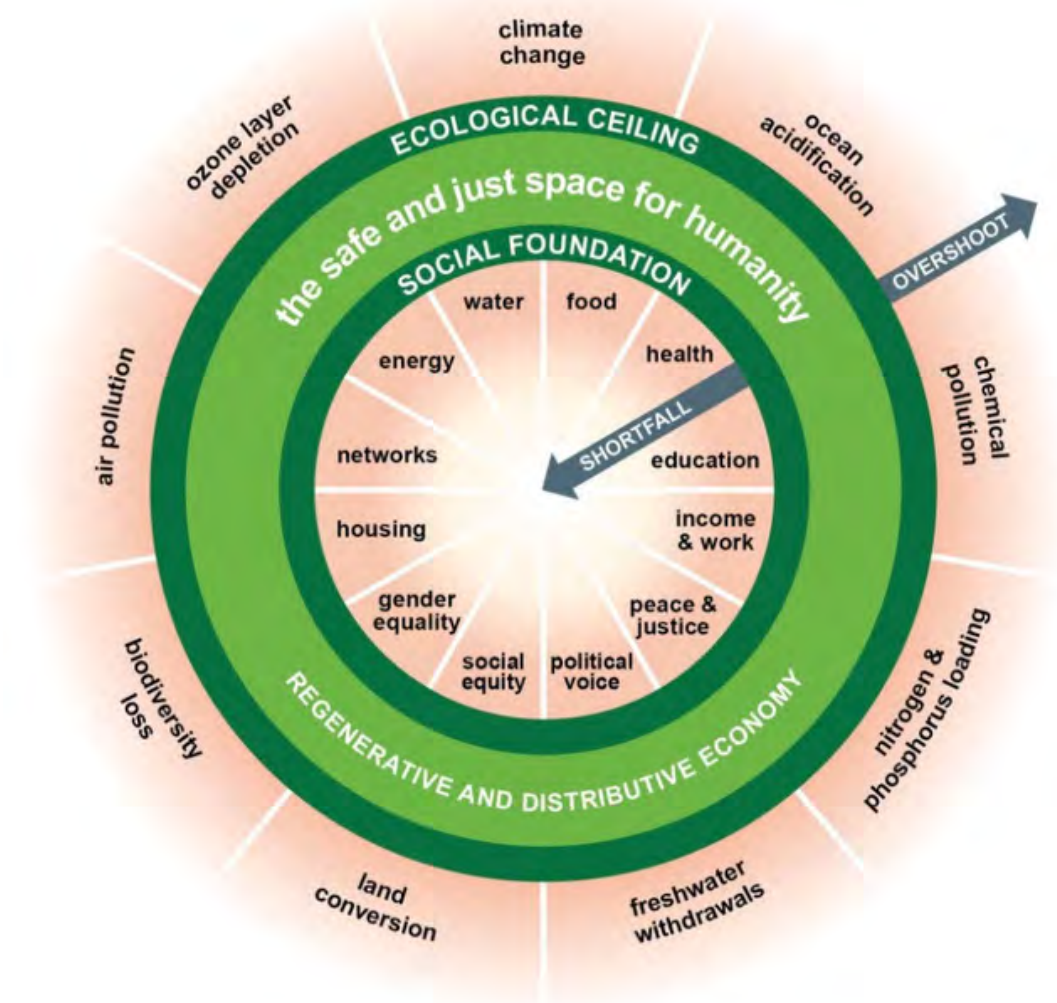 climate
change
ocean
acidification
chemical
pollution
nitrogen &
phosphorus loading
freshwater
withdrawals
land
conversion
biodiversity
loss
air pollution
ozone layer
depletion
ECOLOGICAL CEILING
OVERSHOOT
the safe and just space for humanity
SOCIAL FOUNDATION
water
food
health
SHORTFALL
education
income
& work
peace &
justice
political
voice
social
equity
gender
equality
housing
networks
energy
REGENERATIVE AND DISTRIBUTIVE ECONOMY